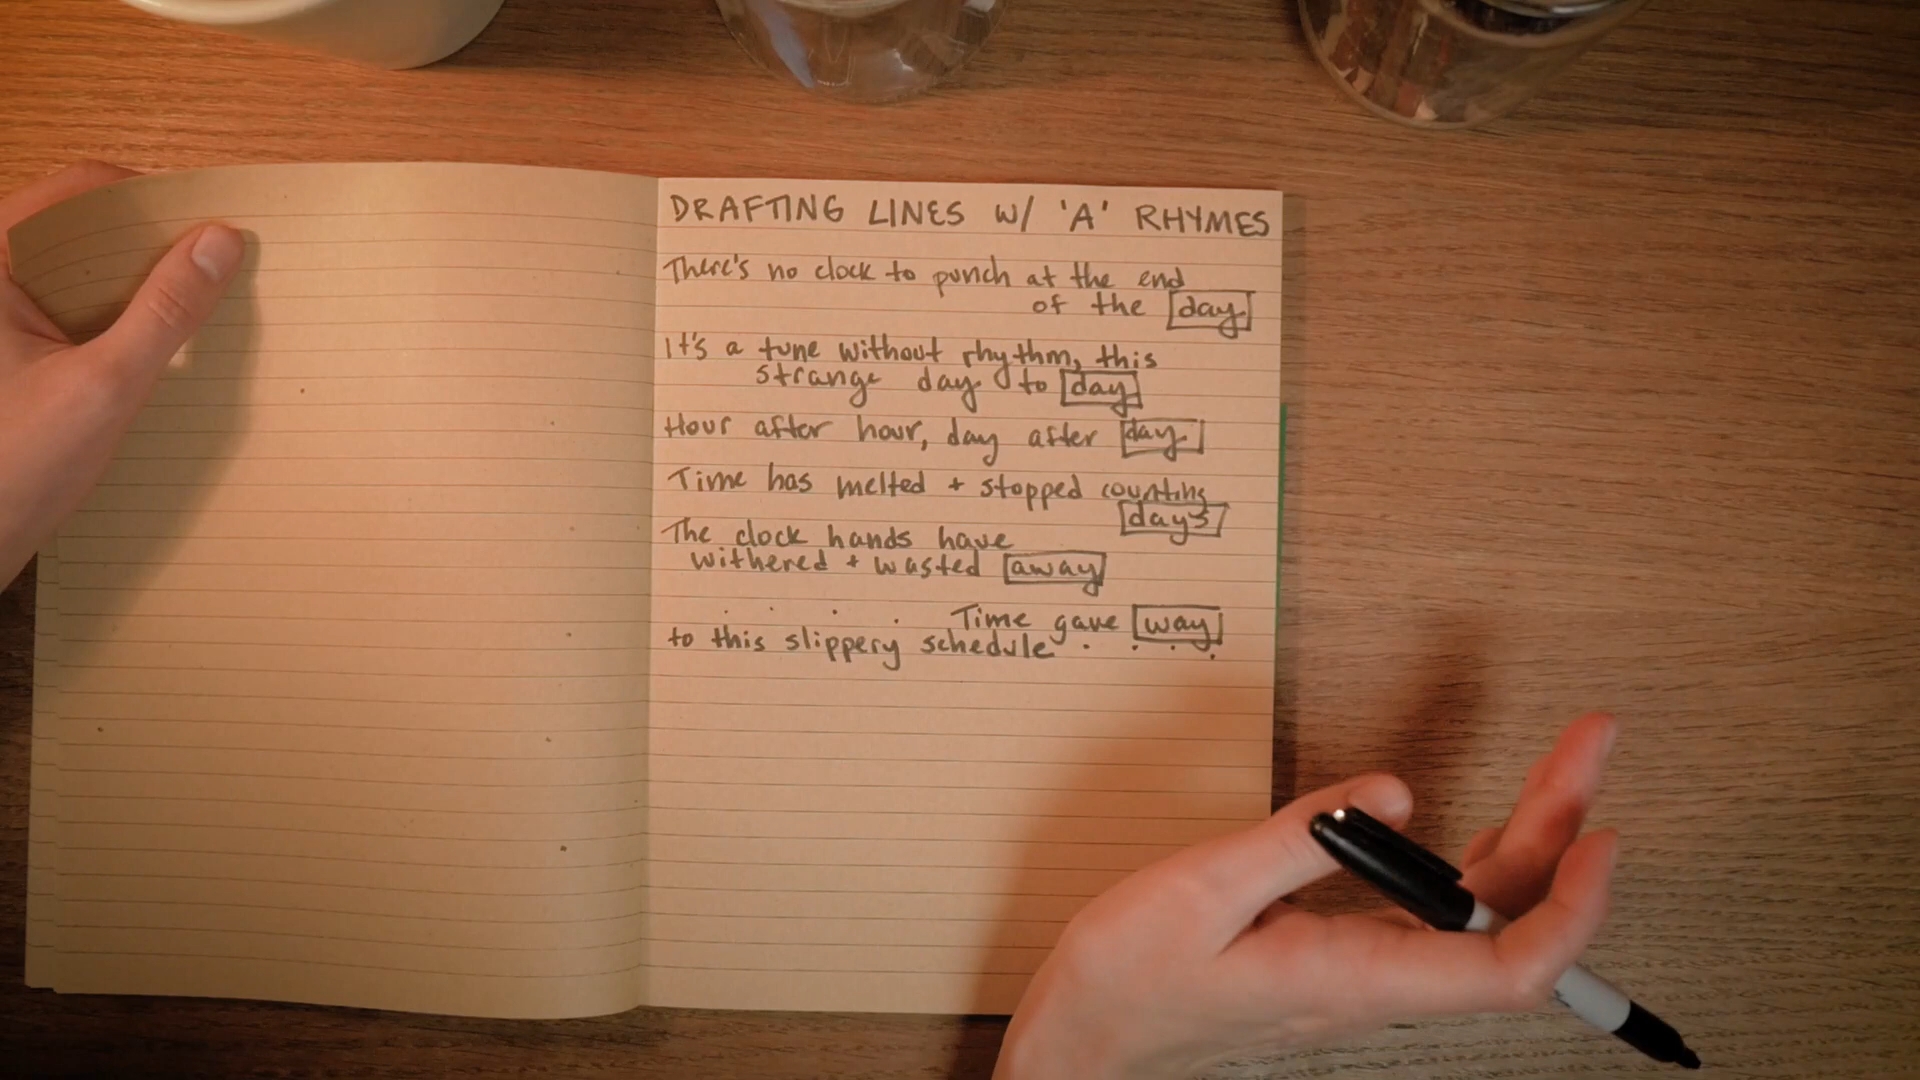 DRAFTING LINES W/ 'A' RHYMES
There's no clock to punch at the end
of the day
It's a tune without rhythm, this
strange day to day
Hour after hour, day after day
Time has melted + stopped counting
days
The clock hands have
withered + wasted away
. . . . Time gave way
to this slippery schedule . . . .